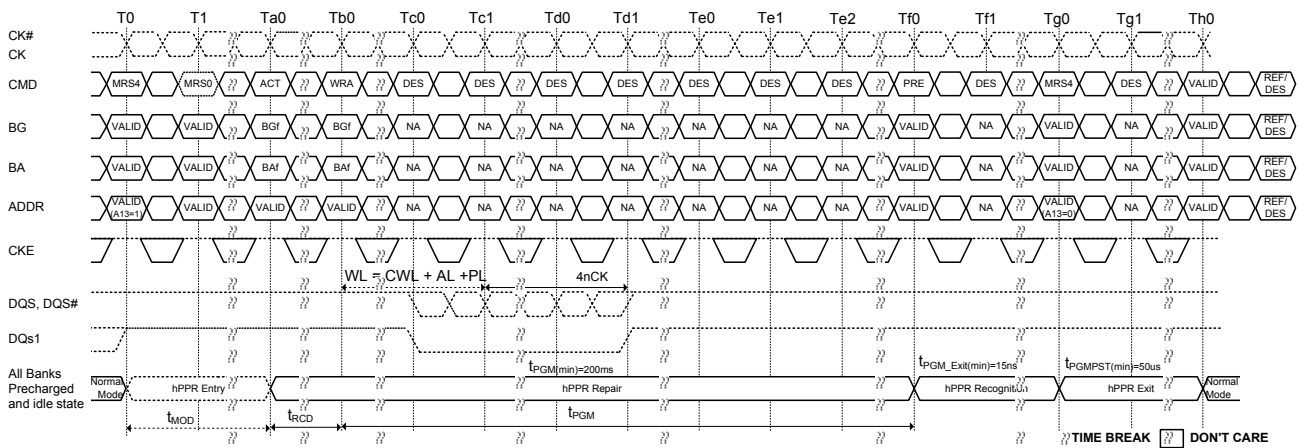 T0 T1 Ta0 Tb0 Tc0 Tc1 Td0 Td1 Te0 Te1 Te2 Tf0 Tf1 Tg0 Tg1 Th0
CK#
CK
CMD MRS4 MRS0 ACT WRA DES DES DES DES DES DES DES PRE DES MRS4 DES VALID REF/
DES
BG VALID VALID BGf BGf NA NA NA NA NA NA NA VALID NA VALID NA VALID REF/
DES
BA VALID VALID BAf BAf NA NA NA NA NA NA NA VALID NA VALID NA VALID REF/
DES
ADDR VALID (A13=1) VALID VALID VALID NA NA NA NA NA NA NA VALID NA VALID (A13=0) NA VALID REF/
DES
CKE
WL = CWL + AL +PL 4nCK
DQS, DQS#
DQs1
tPGM(min)=200ms tPGM_Exit(min)=15ns tPGMPST(min)=50us
All Banks
Precharged
and idle state
Normal
Mode
hPPR Entry hPPR Repair hPPR Recognition hPPR Exit
Normal
Mode
tMOD tRCD tPGM
TIME BREAK DON'T CARE